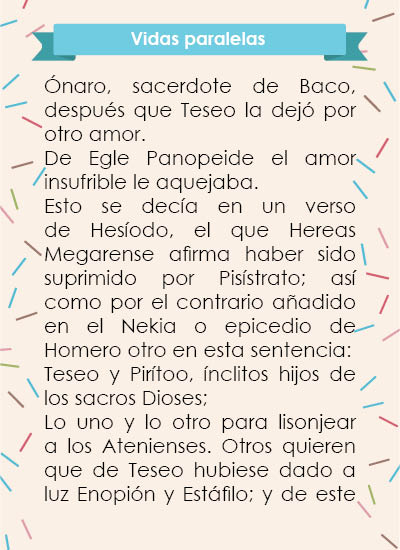 Vidas paralelas
Ónaro, sacerdote de Baco,
después que Teseo la dejó por
otro amor.
De Egle Panopeide el amor
insufrible le aquejaba.
Esto se decía en un verso
de Hesíodo, el que Hereas
Megarense afirma haber sido
suprimido por Pisístrato; así
como por el contrario añadido
en el Nekia o epicedio de
Homero otro en esta sentencia:
Teseo y Pirítoo, ínclitos hijos de
los sacros Dioses;
Lo uno y lo otro para lisonjear
a los Atenienses. Otros quieren
que de Teseo hubiese dado a
luz Enopión y Estáfilo; y de este